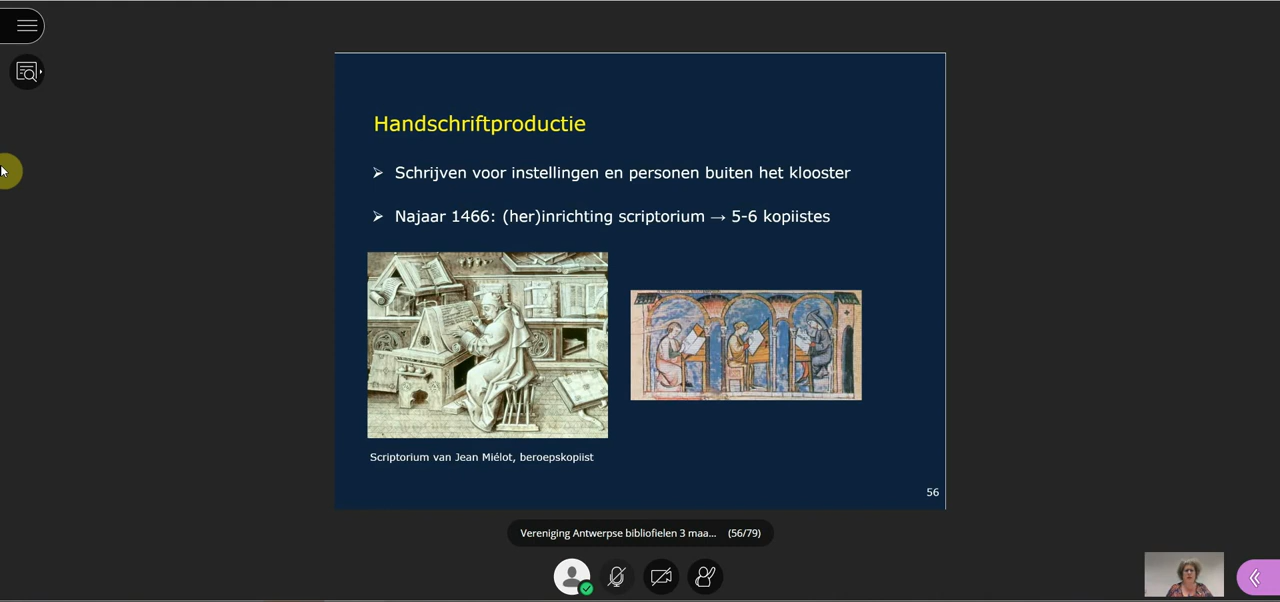 Handschriftproductie
➢ Schrijven voor instellingen en personen buiten het klooster
➢ Najaar 1466: (her)inrichting scriptorium → 5-6 kopiistes
Scriptorium van Jean Miélot, beroepskopiist
56
Vereniging Antwerpse bibliofielen 3 maa... (56/79)